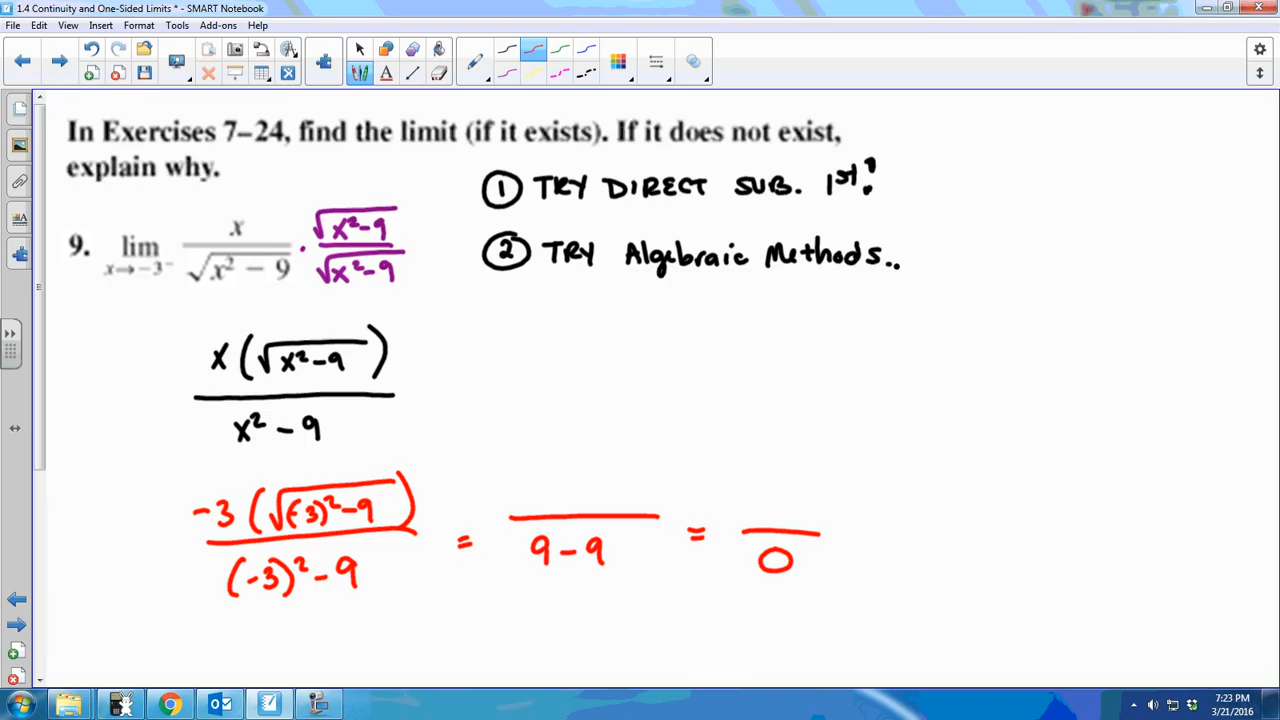 1.4 Continuity and One-Sided Limits * - SMART Notebook
File Edit View Insert Format Tools Add-ons Help
In Exercises 7–24, find the limit (if it exists). If it does not exist,
explain why.
① TRY DIRECT SUB. 1st!
② TRY Algebraic Methods..
9. lim x→−3⁻ x / √(x² − 9) · √(x²−9) / √(x²−9)
x(√(x²−9)) / x² − 9
-3(√(-3)²-9) / (-3)² - 9 = / 9 - 9 = / 0
7:23 PM
3/21/2016